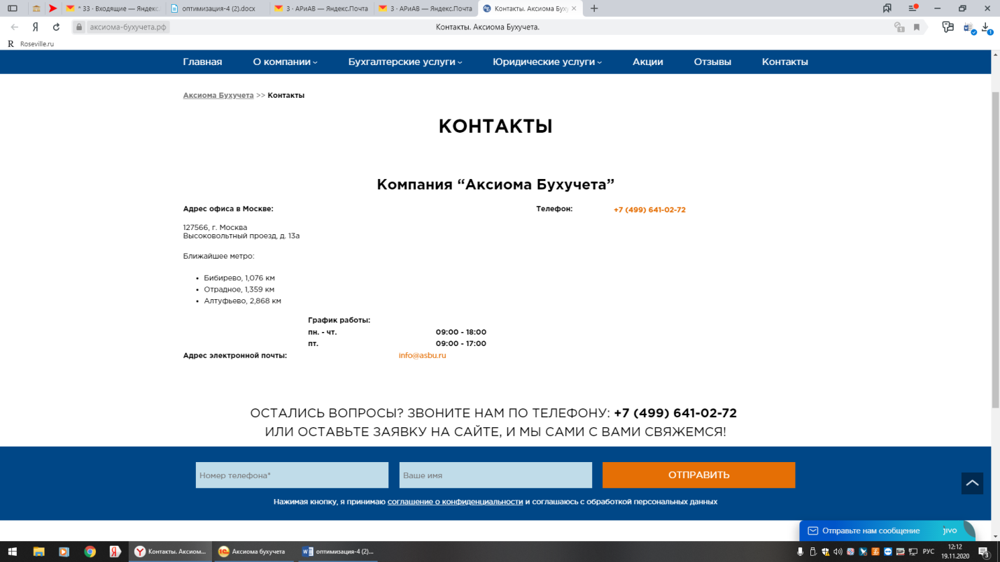 * 33 · Входящие — Яндекс.
оптимизация-4 (2).docx
3 · АРиАВ — Яндекс.Почта
3 · АРиАВ — Яндекс.Почта
Контакты. Аксиома Бух
аксиома-бухучета.рф
Контакты. Аксиома Бухучета.
R Roseville.ru
Главная О компании Бухгалтерские услуги Юридические услуги Акции Отзывы Контакты
Аксиома Бухучета >> Контакты
КОНТАКТЫ
Компания “Аксиома Бухучета”
Адрес офиса в Москве:
Телефон: +7 (499) 641-02-72
127566, г. Москва
Высоковольтный проезд, д. 13а
Ближайшее метро:
• Бибирево, 1,076 км
• Отрадное, 1,359 км
• Алтуфьево, 2,868 км
График работы:
пн. - чт. 09:00 - 18:00
пт. 09:00 - 17:00
Адрес электронной почты: info@asbu.ru
ОСТАЛИСЬ ВОПРОСЫ? ЗВОНИТЕ НАМ ПО ТЕЛЕФОНУ: +7 (499) 641-02-72
ИЛИ ОСТАВЬТЕ ЗАЯВКУ НА САЙТЕ, И МЫ САМИ С ВАМИ СВЯЖЕМСЯ!
Номер телефона* Ваше имя ОТПРАВИТЬ
Нажимая кнопку, я принимаю соглашение о конфиденциальности и соглашаюсь с обработкой персональных данных
Отправьте нам сообщение jivo
Контакты. Аксиом...
Аксиома бухучета
оптимизация-4 (2)...
РУС
12:12
19.11.2020
3